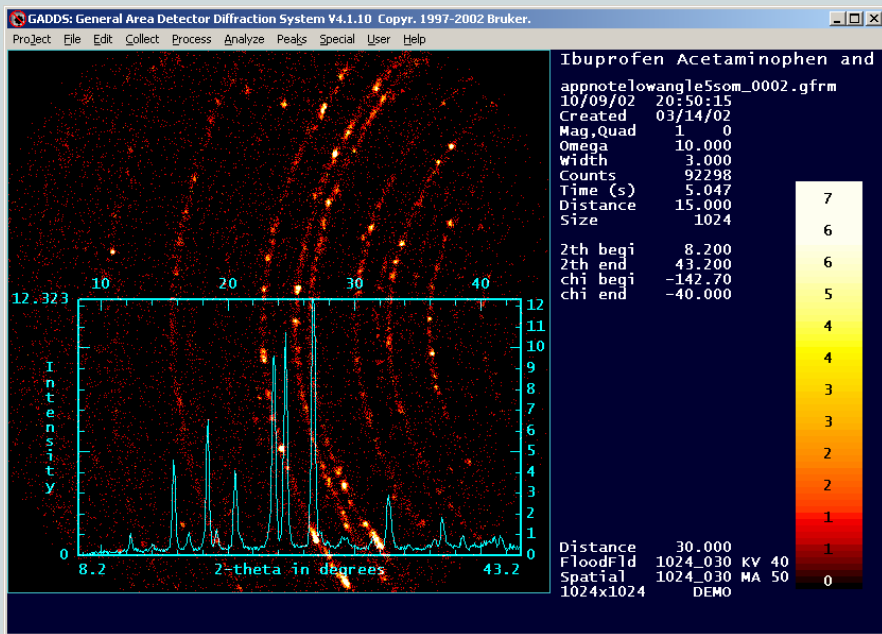 GADDS: General Area Detector Diffraction System V4.1.10 Copyr. 1997-2002 Bruker.
Project File Edit Collect Process Analyze Peaks Special User Help
Ibuprofen Acetaminophen and
appnotelowangle5som_0002.gfrm
10/09/02 20:50:15
Created 03/14/02
Mag,Quad 1 0
Omega 10.000
Width 3.000
Counts 92298
Time (s) 5.047
Distance 15.000
Size 1024
2th begi 8.200
2th end 43.200
chi begi -142.70
chi end -40.000
7
6
6
5
4
4
3
3
2
2
1
1
0
10 20 30 40
12.323
12
11
10
9
8
7
6
5
4
3
2
1
0
Intensity
0
8.2 2-theta in degrees 43.2
Distance 30.000
FloodFld 1024_030 KV 40
Spatial 1024_030 MA 50
1024x1024 DEMO